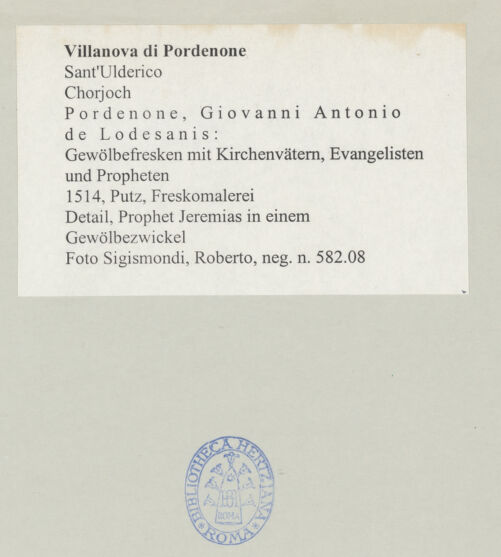 Villanova di Pordenone
Sant'Ulderico
Chorjoch
Pordenone, Giovanni Antonio
de Lodesanis:
Gewölbefresken mit Kirchenvätern, Evangelisten
und Propheten
1514, Putz, Freskomalerei
Detail, Prophet Jeremias in einem
Gewölbezwickel
Foto Sigismondi, Roberto, neg. n. 582.08
BIBLIOTHECA HERTZIANA
ROMA
ROMA